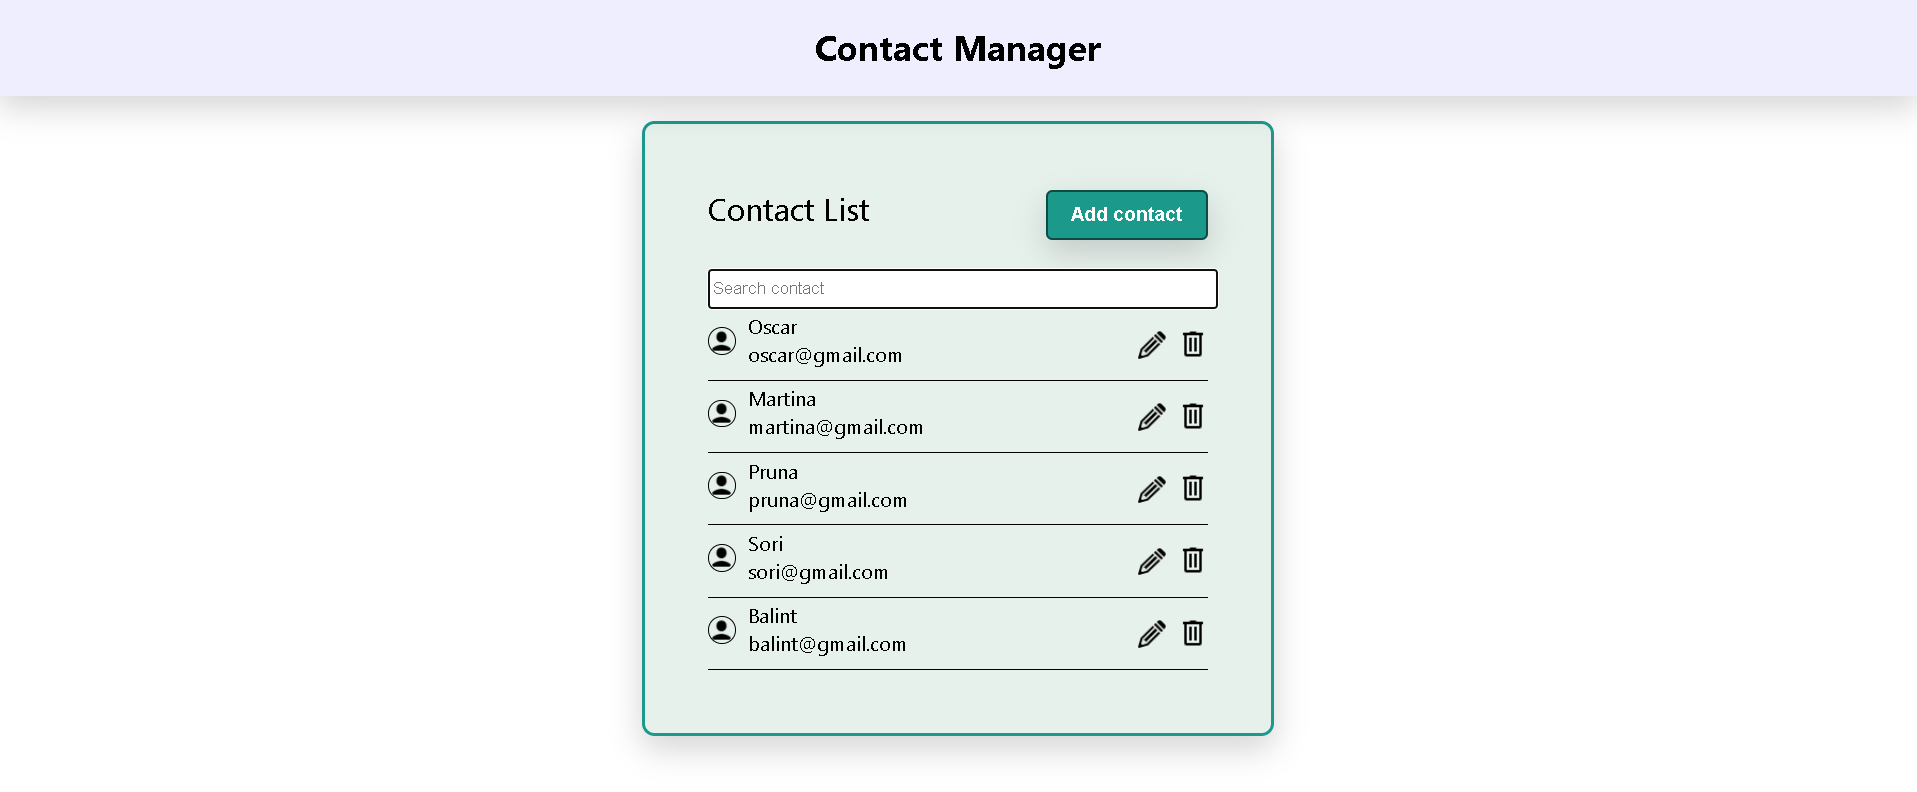 Contact Manager
Contact List
Add contact
Search contact
Oscar
oscar@gmail.com
Martina
martina@gmail.com
Pruna
pruna@gmail.com
Sori
sori@gmail.com
Balint
balint@gmail.com